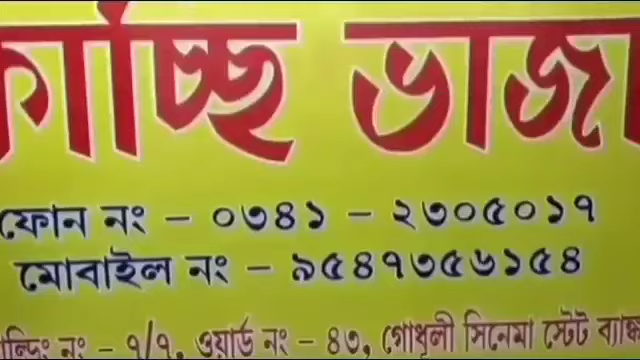 কাচ্ছি ভাজা
ফোন নং - ০৩৪১ - ২৩০৫০১৭
মোবাইল নং - ৯৫৪৭৩৫৬১৫৪
ল্ডিং নং - ৭/৭, ওয়ার্ড নং - ৪৩, গোধূলী সিনেমা স্টেট ব্যাঙ্ক